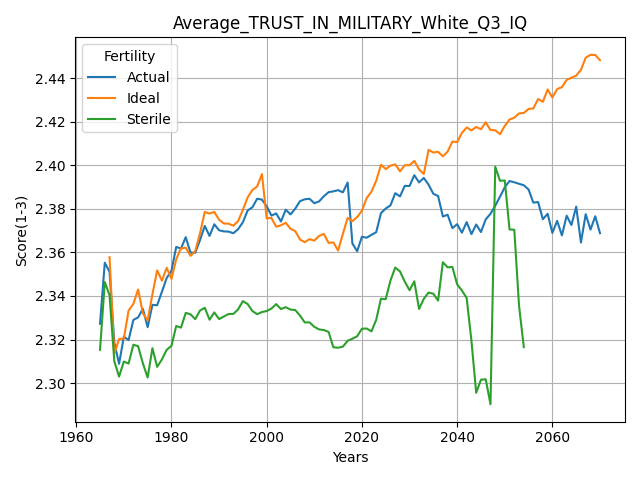 Average_TRUST_IN_MILITARY_White_Q3_IQ
Fertility
Actual
Ideal
Sterile
Score(1-3)
2.44
2.42
2.40
2.38
2.36
2.34
2.32
2.30
1960
1980
2000
2020
2040
2060
Years